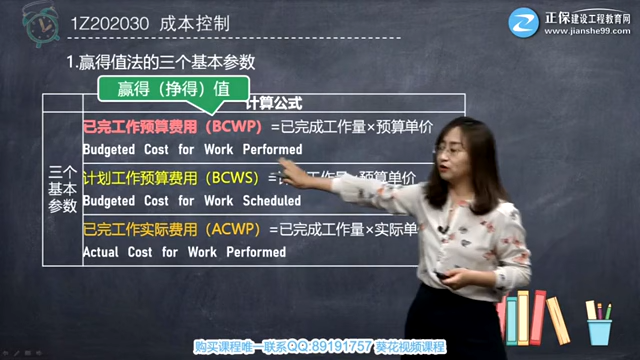 1Z202030 成本控制
正保建设工程教育网
www.jianshe99.com
1.赢得值法的三个基本参数
赢得（挣得）值
计算公式
三个基本参数
已完工作预算费用（BCWP）=已完成工作量×预算单价
Budgeted Cost for Work Performed
计划工作预算费用（BCWS）=计 工作量×预算单价
Budgeted Cost for Work Scheduled
已完工作实际费用（ACWP）=已完成工作量×实际单
Actual Cost for Work Performed
购买课程唯一联系QQ:89191757 葵花视频课程